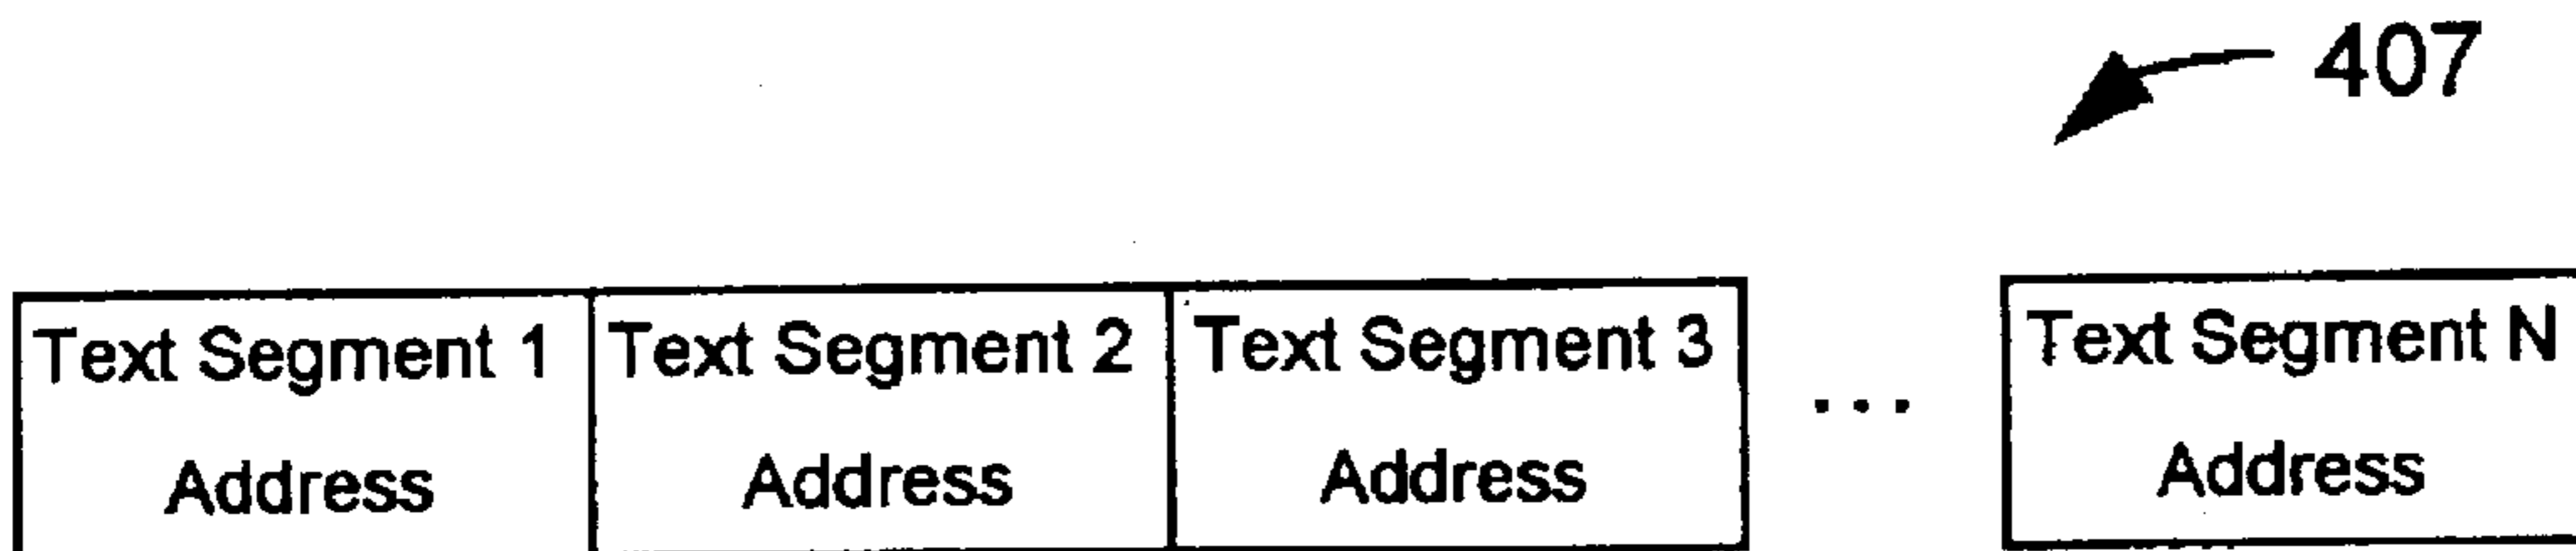 407
Text Segment 1 Text Segment 2 Text Segment 3 ... Text Segment N
Address Address Address Address